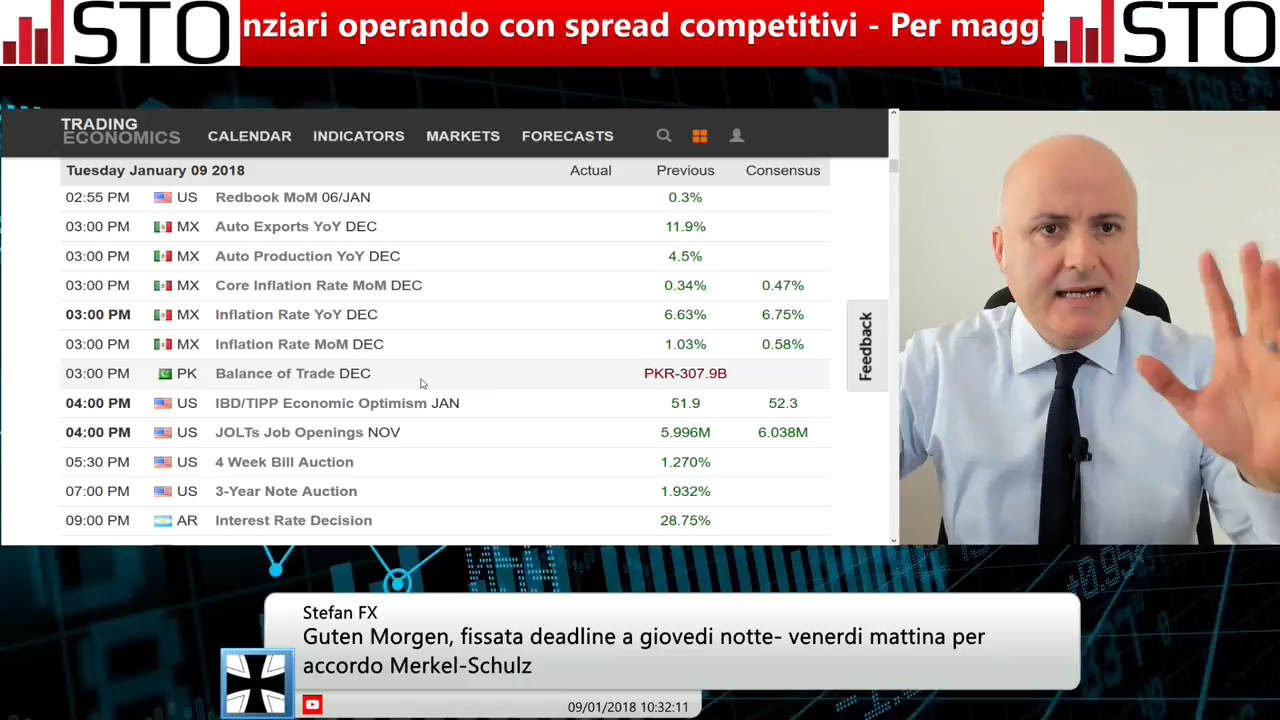 STO
nziari operando con spread competitivi - Per maggi
STO
TRADING
ECONOMICS
CALENDAR INDICATORS MARKETS FORECASTS
Tuesday January 09 2018 Actual Previous Consensus
02:55 PM US Redbook MoM 06/JAN 0.3%
03:00 PM MX Auto Exports YoY DEC 11.9%
03:00 PM MX Auto Production YoY DEC 4.5%
03:00 PM MX Core Inflation Rate MoM DEC 0.34% 0.47%
03:00 PM MX Inflation Rate YoY DEC 6.63% 6.75%
03:00 PM MX Inflation Rate MoM DEC 1.03% 0.58%
03:00 PM PK Balance of Trade DEC PKR-307.9B
04:00 PM US IBD/TIPP Economic Optimism JAN 51.9 52.3
04:00 PM US JOLTs Job Openings NOV 5.996M 6.038M
05:30 PM US 4 Week Bill Auction 1.270%
07:00 PM US 3-Year Note Auction 1.932%
09:00 PM AR Interest Rate Decision 28.75%
Feedback
Stefan FX
Guten Morgen, fissata deadline a giovedi notte- venerdi mattina per
accordo Merkel-Schulz
09/01/2018 10:32:11